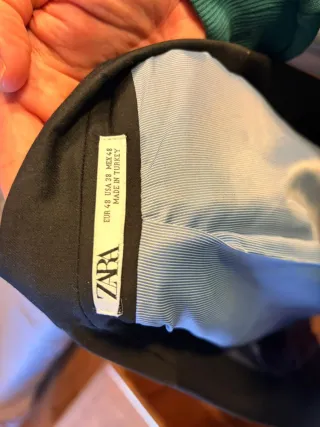 ZARA
EUR 48 USA 38 MEX 48
MADE IN TURKEY